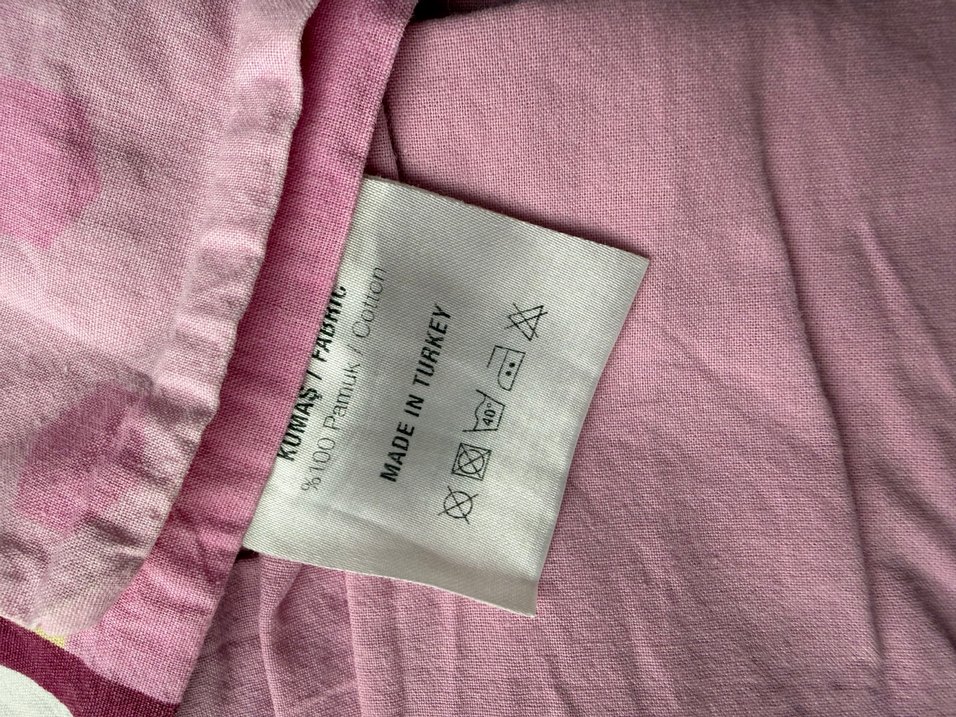 KUMAŞ / FABRIC
%100 Pamuk / Cotton
MADE IN TURKEY
40°